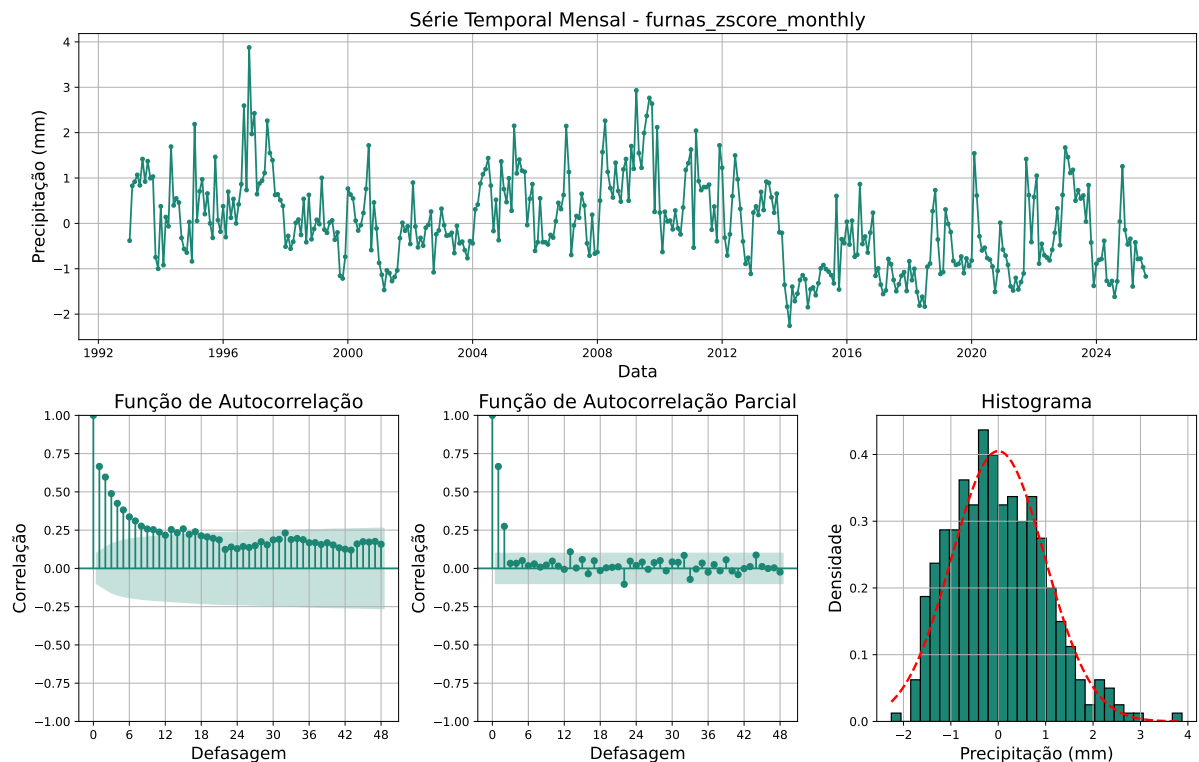 Série Temporal Mensal - furnas_zscore_monthly
Precipitação (mm)
4
3
2
1
0
−1
−2
1992 1996 2000 2004 2008 2012 2016 2020 2024
Data
Função de Autocorrelação
Correlação
1.00
0.75
0.50
0.25
0.00
−0.25
−0.50
−0.75
−1.00
0 6 12 18 24 30 36 42 48
Defasagem
Função de Autocorrelação Parcial
Correlação
1.00
0.75
0.50
0.25
0.00
−0.25
−0.50
−0.75
−1.00
0 6 12 18 24 30 36 42 48
Defasagem
Histograma
Densidade
0.4
0.3
0.2
0.1
0.0
−2 −1 0 1 2 3 4
Precipitação (mm)